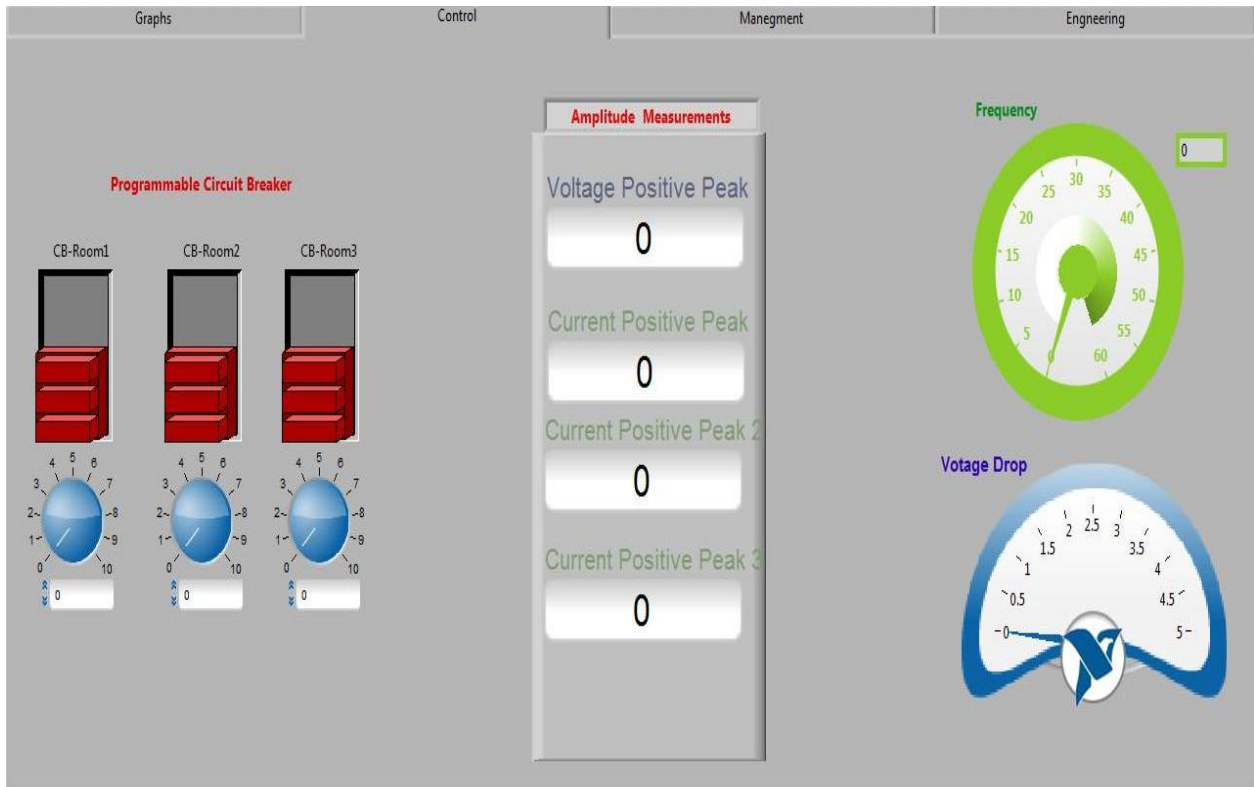 Graphs
Control
Manegment
Engneering
Programmable Circuit Breaker
CB-Room1
CB-Room2
CB-Room3
0 1 2 3 4 5 6 7 8 9 10
0
0 1 2 3 4 5 6 7 8 9 10
0
0 1 2 3 4 5 6 7 8 9 10
0
Amplitude Measurements
Voltage Positive Peak
0
Current Positive Peak
0
Current Positive Peak 2
0
Current Positive Peak 3
0
Frequency
0
0 5 10 15 20 25 30 35 40 45 50 55 60
Votage Drop
0 0.5 1 1.5 2 2.5 3 3.5 4 4.5 5